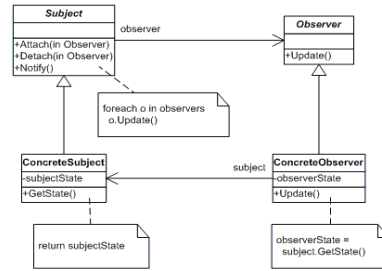 Subject
+Attach(in Observer)
+Detach(in Observer)
+Notify()
observer
Observer
+Update()
foreach o in observers
o.Update()
ConcreteSubject
-subjectState
+GetState()
subject
ConcreteObserver
-observerState
+Update()
return subjectState
observerState =
subject.GetState()